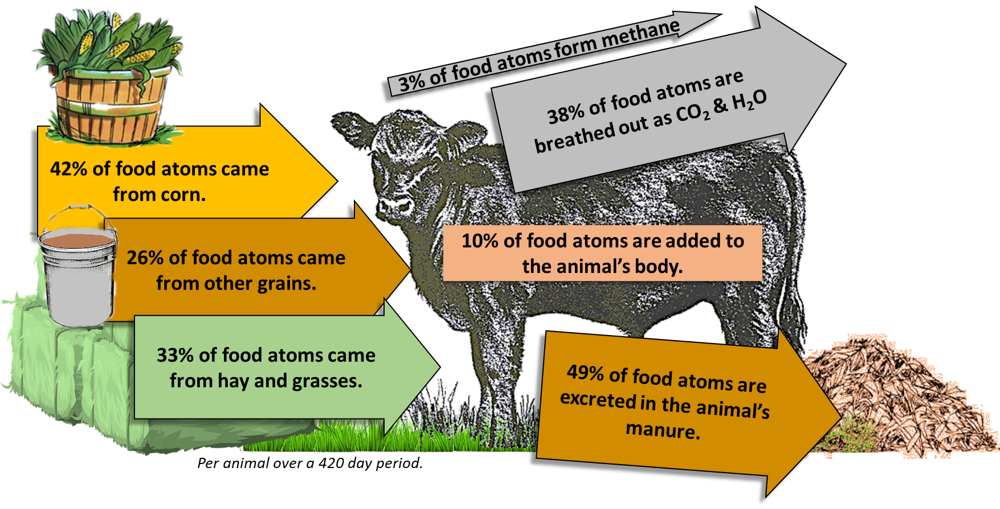 3% of food atoms form methane
38% of food atoms are
breathed out as CO₂ & H₂O
42% of food atoms came
from corn.
26% of food atoms came
from other grains.
10% of food atoms are added to
the animal’s body.
33% of food atoms came
from hay and grasses.
49% of food atoms are
excreted in the animal’s
manure.
Per animal over a 420 day period.